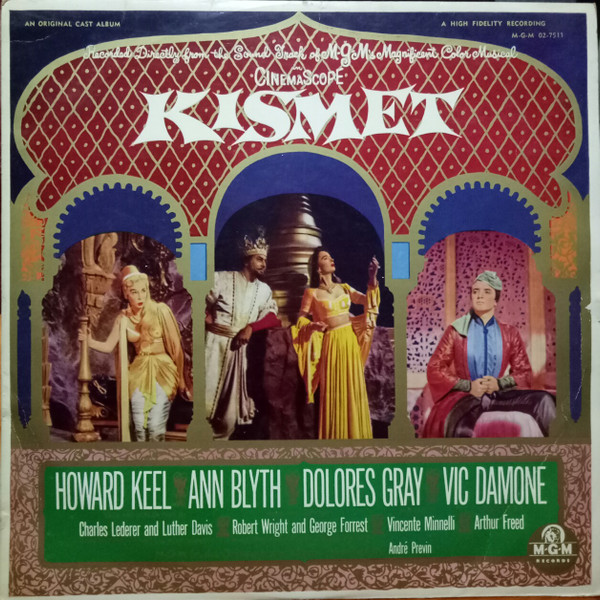 AN ORIGINAL CAST ALBUM
A HIGH FIDELITY RECORDING
M-G-M 02-7511
Recorded Directly from the Sound Track of M-G-M's Magnificent Color Musical
in
CINEMASCOPE
KISMET
HOWARD KEEL ANN BLYTH DOLORES GRAY VIC DAMONE
Charles Lederer and Luther Davis Robert Wright and George Forrest Vincente Minnelli Arthur Freed
André Previn
M-G-M
RECORDS